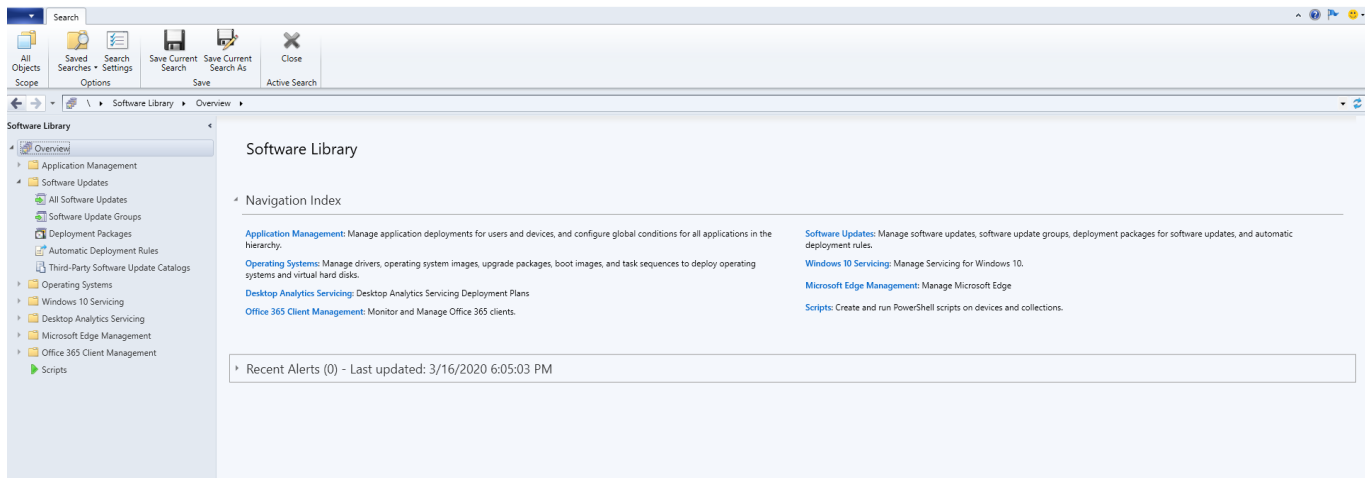 Search
All Objects
Saved Searches
Search Settings
Save Current Search
Save Current Search As
Close
Scope
Options
Save
Active Search
\ Software Library Overview
Software Library
Overview
Application Management
Software Updates
All Software Updates
Software Update Groups
Deployment Packages
Automatic Deployment Rules
Third-Party Software Update Catalogs
Operating Systems
Windows 10 Servicing
Desktop Analytics Servicing
Microsoft Edge Management
Office 365 Client Management
Scripts
Software Library
Navigation Index
Application Management: Manage application deployments for users and devices, and configure global conditions for all applications in the
hierarchy.
Operating Systems: Manage drivers, operating system images, upgrade packages, boot images, and task sequences to deploy operating
systems and virtual hard disks.
Desktop Analytics Servicing: Desktop Analytics Servicing Deployment Plans
Office 365 Client Management: Monitor and Manage Office 365 clients.
Software Updates: Manage software updates, software update groups, deployment packages for software updates, and automatic
deployment rules.
Windows 10 Servicing: Manage Servicing for Windows 10.
Microsoft Edge Management: Manage Microsoft Edge
Scripts: Create and run PowerShell scripts on devices and collections.
Recent Alerts (0) - Last updated: 3/16/2020 6:05:03 PM